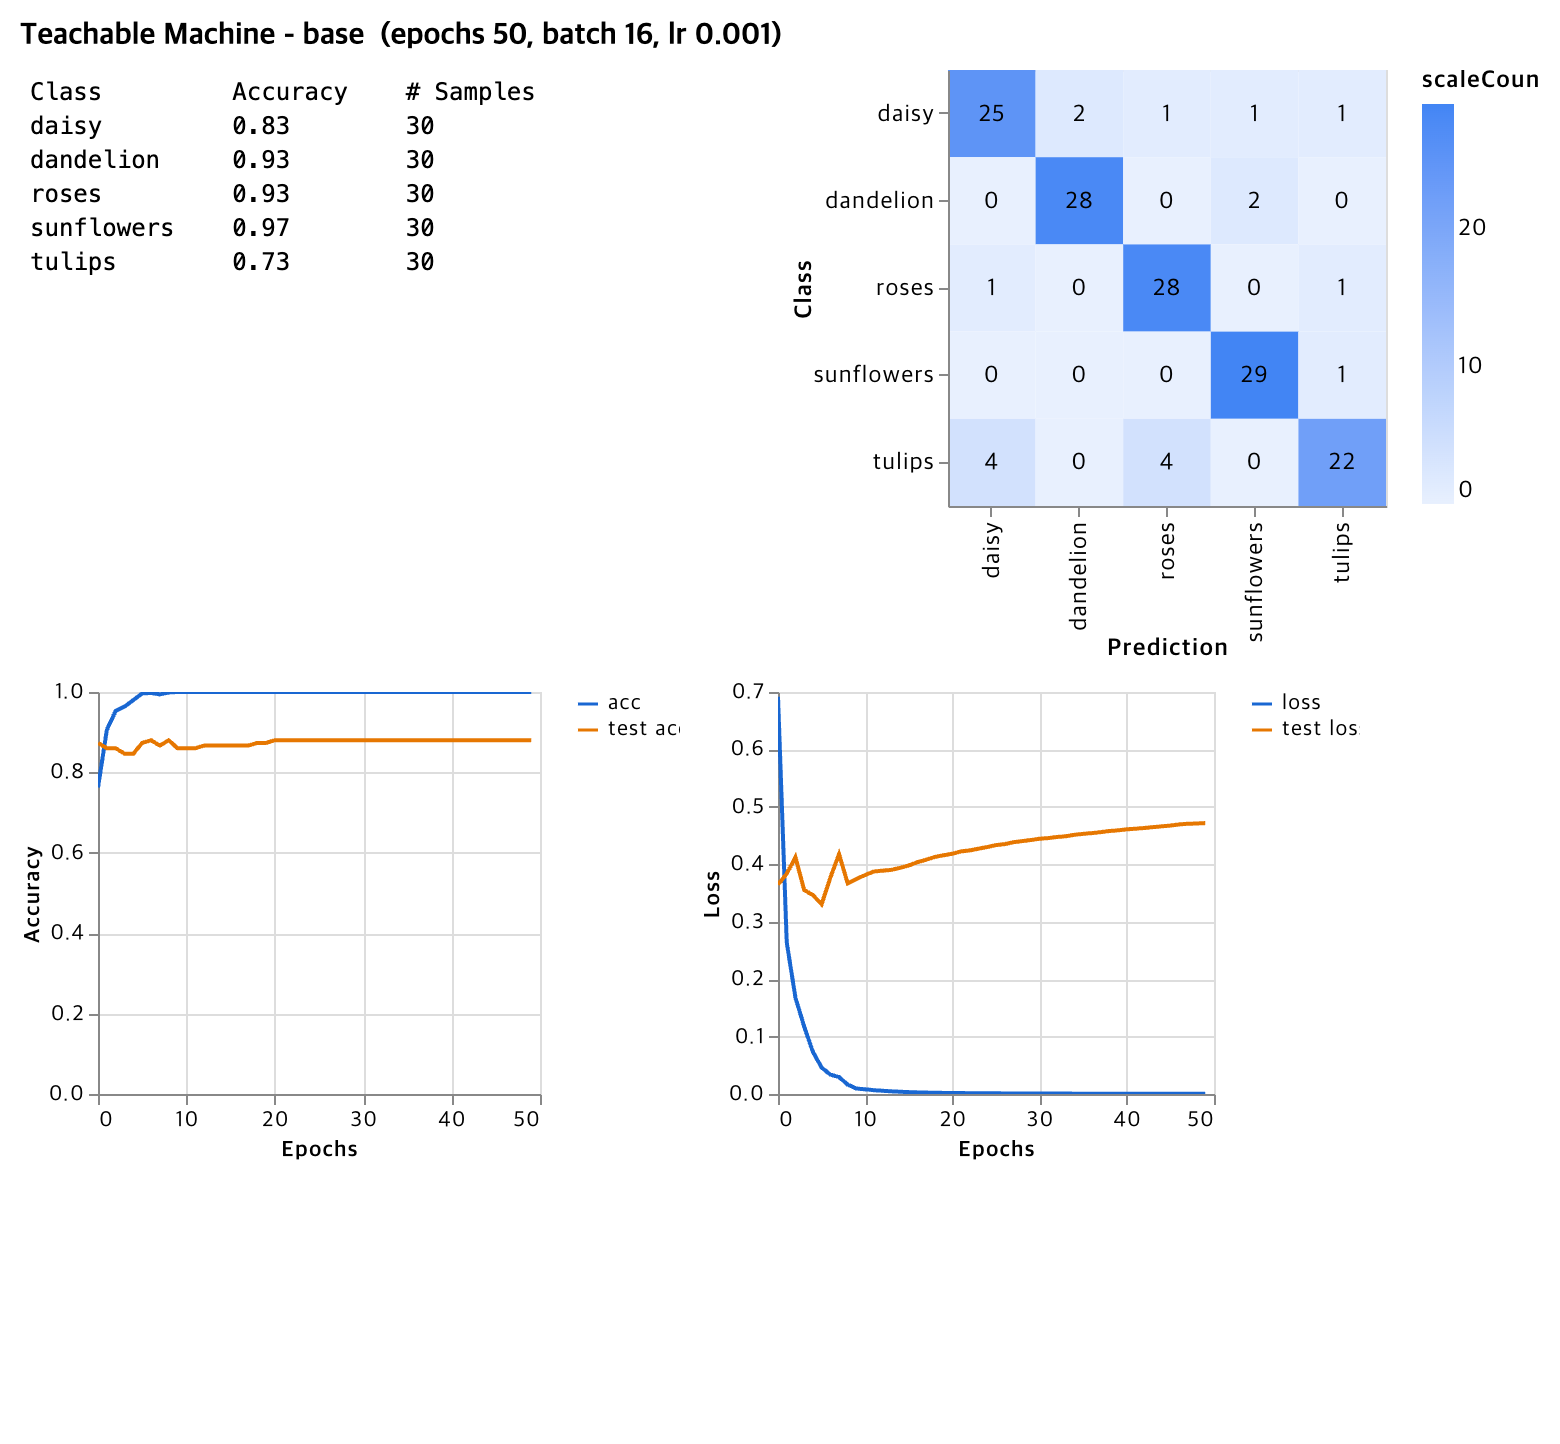 Teachable Machine - base (epochs 50, batch 16, lr 0.001)
Class Accuracy # Samples
daisy 0.83 30
dandelion 0.93 30
roses 0.93 30
sunflowers 0.97 30
tulips 0.73 30
scaleCoun
daisy 25 2 1 1 1
dandelion 0 28 0 2 0
roses 1 0 28 0 1
sunflowers 0 0 0 29 1
tulips 4 0 4 0 22
Class
daisy dandelion roses sunflowers tulips
Prediction
20
10
0
1.0
0.8
0.6
0.4
0.2
0.0
Accuracy
0 10 20 30 40 50
Epochs
acc
test acc
0.7
0.6
0.5
0.4
0.3
0.2
0.1
0.0
Loss
0 10 20 30 40 50
Epochs
loss
test los